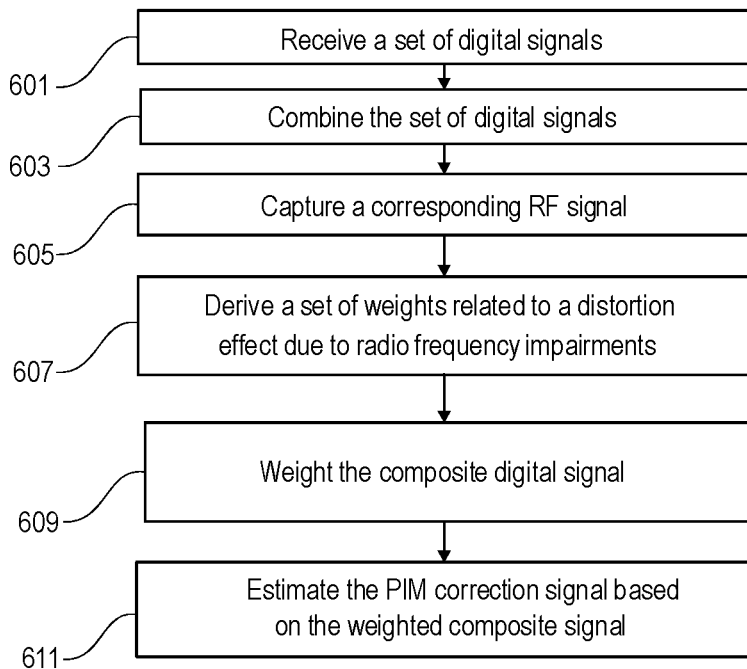 Receive a set of digital signals
601
Combine the set of digital signals
603
Capture a corresponding RF signal
605
Derive a set of weights related to a distortion
effect due to radio frequency impairments
607
Weight the composite digital signal
609
Estimate the PIM correction signal based
on the weighted composite signal
611